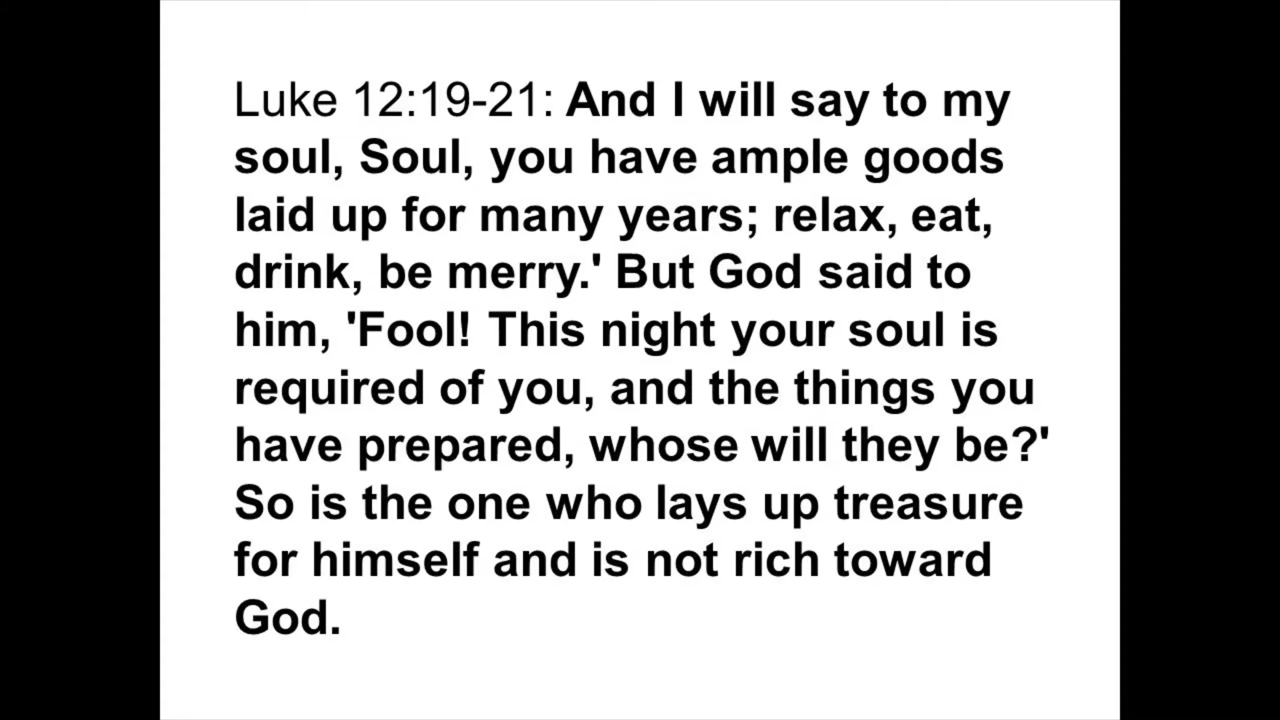 Luke 12:19-21: And I will say to my
soul, Soul, you have ample goods
laid up for many years; relax, eat,
drink, be merry.' But God said to
him, 'Fool! This night your soul is
required of you, and the things you
have prepared, whose will they be?'
So is the one who lays up treasure
for himself and is not rich toward
God.